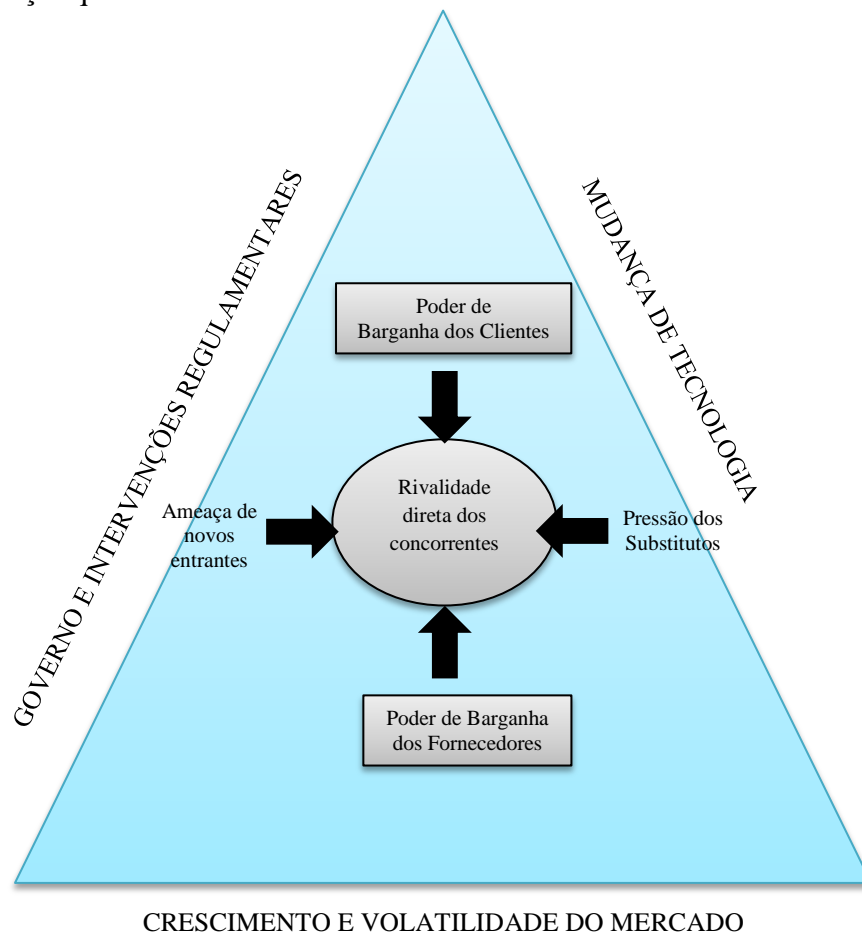 GOVERNO E INTERVENÇÕES REGULAMENTARES
MUDANÇA DE TECNOLOGIA
Poder de
Barganha dos Clientes
Rivalidade
direta dos
concorrentes
Ameaça de
novos
entrantes
Pressão dos
Substitutos
Poder de Barganha
dos Fornecedores
CRESCIMENTO E VOLATILIDADE DO MERCADO